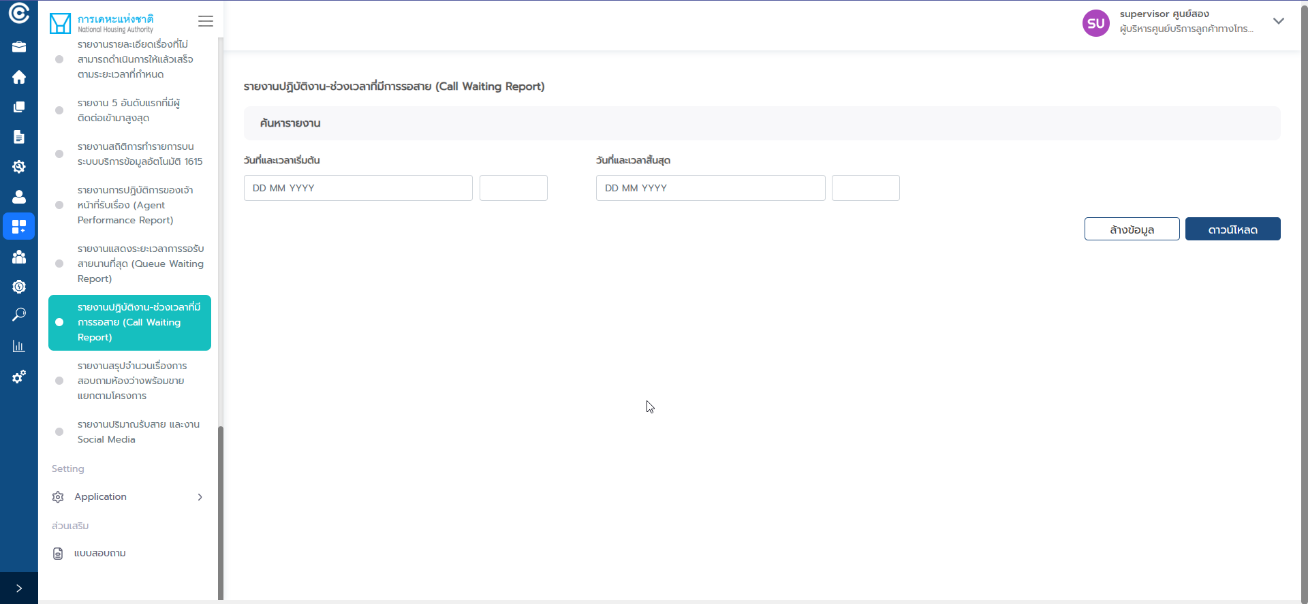 การเคหะแห่งชาติ
National Housing Authority
รายงานรายละเอียดเรื่องที่ไม่
สามารถดำเนินการให้แล้วเสร็จ
ตามระยะเวลาที่กำหนด
รายงาน 5 อันดับแรกที่มีผู้
ติดต่อเข้ามาสูงสุด
รายงานสถิติการทำรายการบน
ระบบบริการข้อมูลอัตโนมัติ 1615
รายงานการปฏิบัติการของเจ้า
หน้าที่รับเรื่อง (Agent
Performance Report)
รายงานแสดงระยะเวลาการรอรับ
สายนานที่สุด (Queue Waiting
Report)
รายงานปฏิบัติงาน-ช่วงเวลาที่มี
การรอสาย (Call Waiting
Report)
รายงานสรุปจำนวนเรื่องการ
สอบถามห้องว่างพร้อมขาย
แยกตามโครงการ
รายงานปริมาณรับสาย และงาน
Social Media
Setting
Application
ส่วนเสริม
แบบสอบถาม
SU
supervisor ศูนย์สอง
ผู้บริหารศูนย์บริการลูกค้าทางโทร...
รายงานปฏิบัติงาน-ช่วงเวลาที่มีการรอสาย (Call Waiting Report)
ค้นหารายงาน
วันที่และเวลาเริ่มต้น
วันที่และเวลาสิ้นสุด
DD MM YYYY
DD MM YYYY
ล้างข้อมูล
ดาวน์โหลด